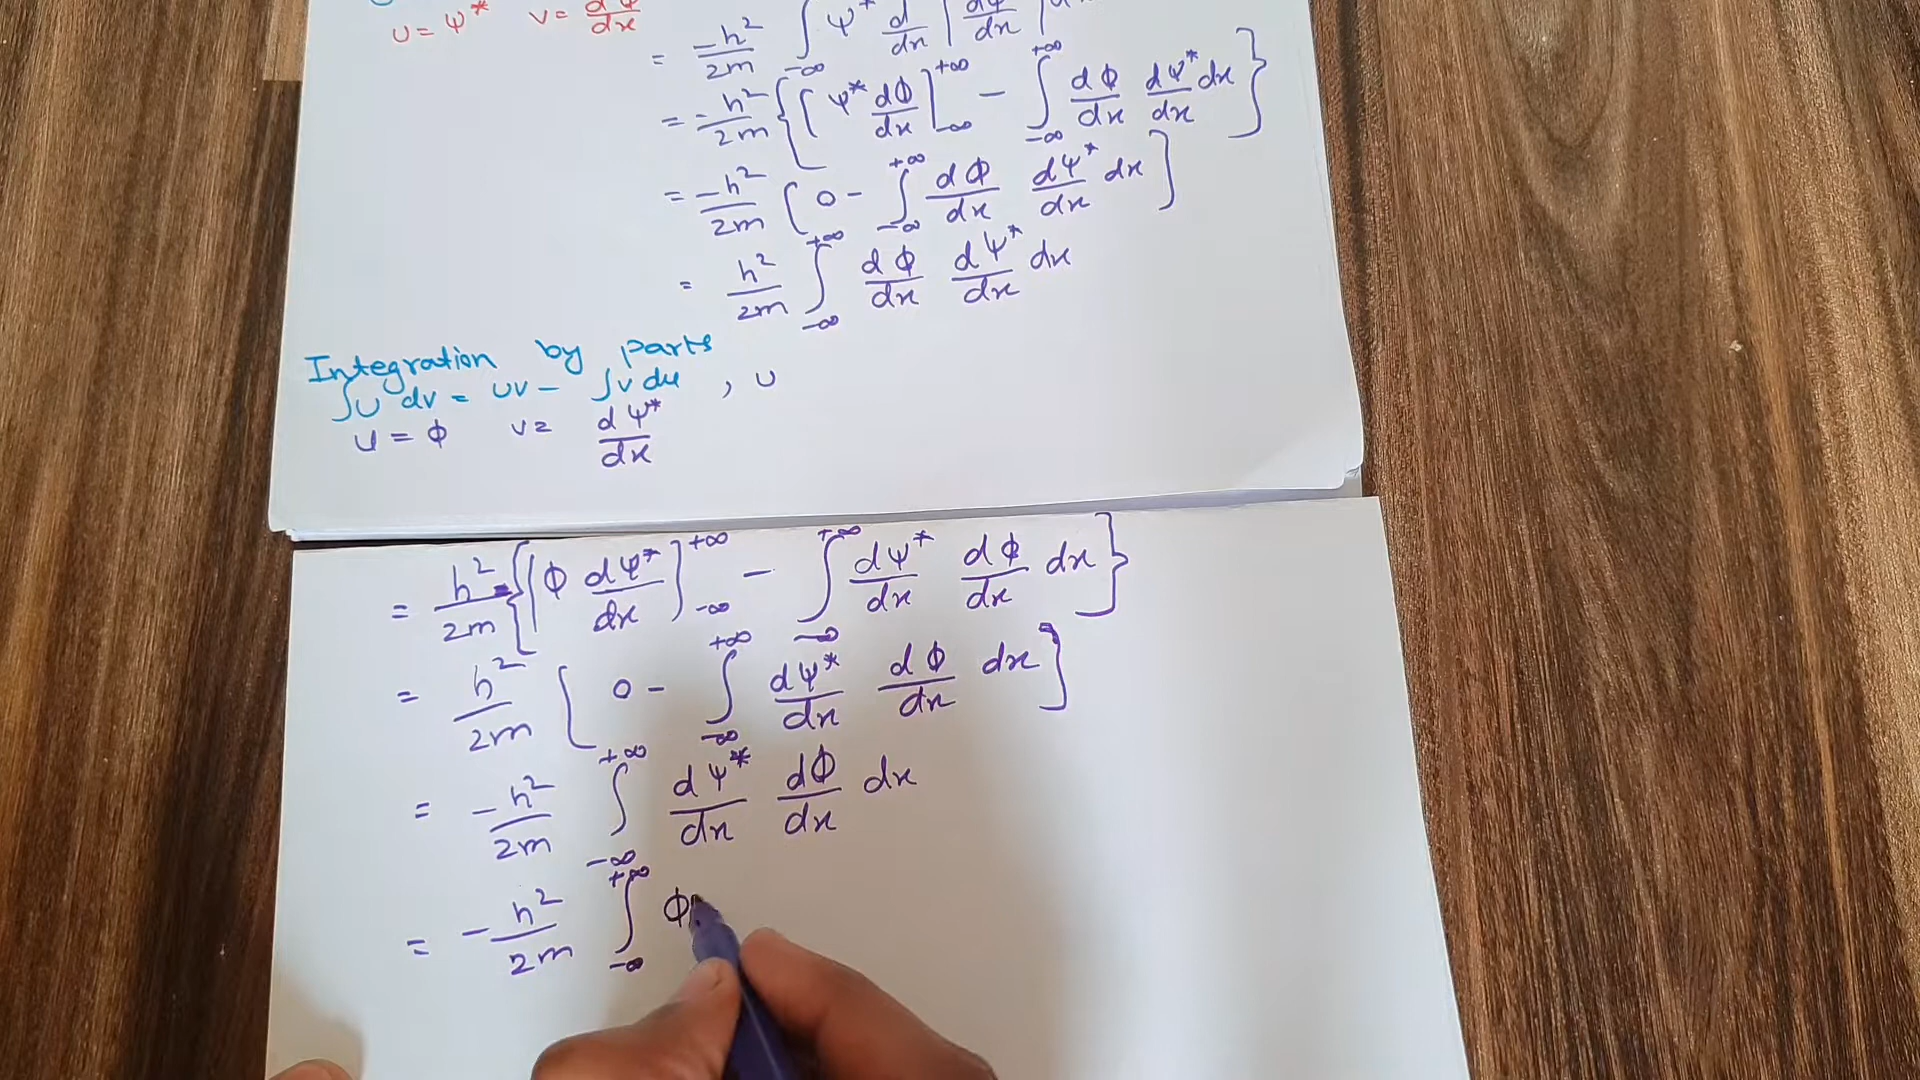 u = ψ* v = dφ/dx
= -h²/2m ∫_{-∞} ψ* d/dx [dφ/dx]
= -h²/2m {[ψ* dφ/dx]_{-∞}^{+∞} - ∫_{-∞}^{+∞} dφ/dx dψ*/dx dx}
= -h²/2m [0 - ∫_{-∞}^{+∞} dφ/dx dψ*/dx dx]
= h²/2m ∫_{-∞}^{+∞} dφ/dx dψ*/dx dx
Integration by parts
∫u dv = uv - ∫v du , u
u = φ v = dψ*/dx
= h²/2m {[φ dψ*/dx]_{-∞}^{+∞} - ∫_{-∞}^{+∞} dψ*/dx dφ/dx dx}
= h²/2m [0 - ∫_{-∞}^{+∞} dψ*/dx dφ/dx dx]
= -h²/2m ∫_{-∞}^{+∞} dψ*/dx dφ/dx dx
= -h²/2m ∫_{-∞}^{+∞} φ